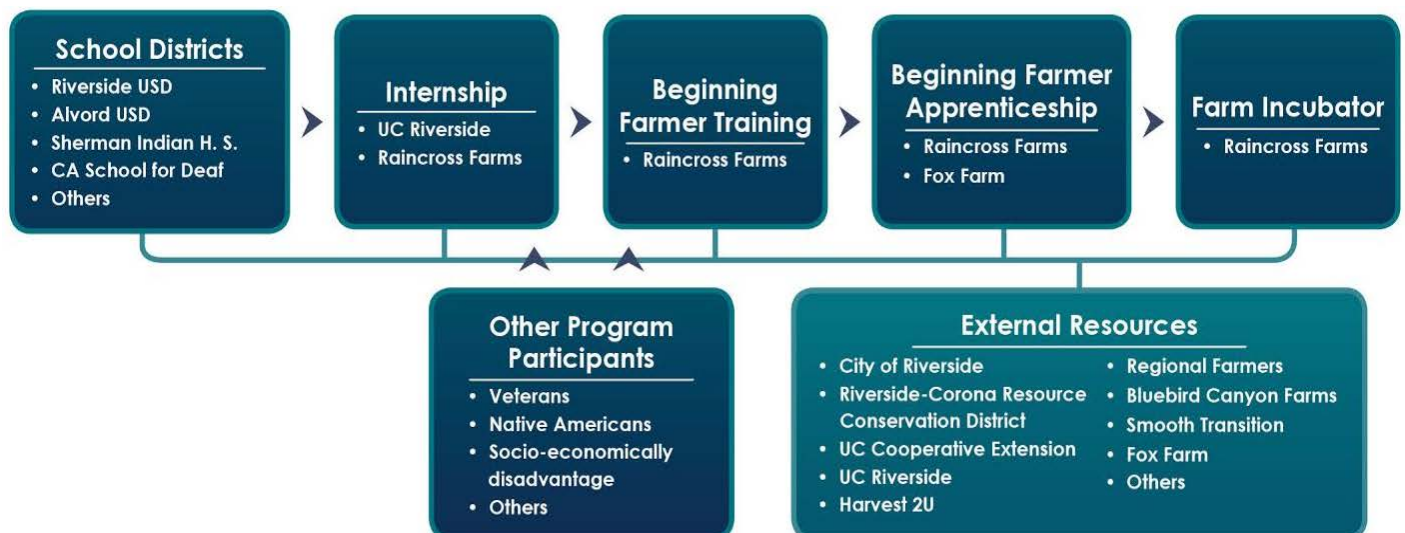 School Districts
• Riverside USD
• Alvord USD
• Sherman Indian H. S.
• CA School for Deaf
• Others
Internship
• UC Riverside
• Raincross Farms
Beginning
Farmer Training
• Raincross Farms
Beginning Farmer
Apprenticeship
• Raincross Farms
• Fox Farm
Farm Incubator
• Raincross Farms
Other Program
Participants
• Veterans
• Native Americans
• Socio-economically
disadvantage
• Others
External Resources
• City of Riverside
• Riverside-Corona Resource
Conservation District
• UC Cooperative Extension
• UC Riverside
• Harvest 2U
• Regional Farmers
• Bluebird Canyon Farms
• Smooth Transition
• Fox Farm
• Others